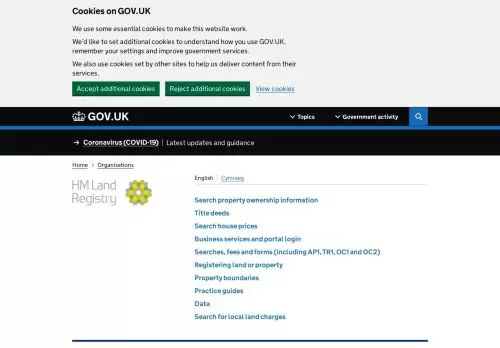 Cookies on GOV.UK
We use some essential cookies to make this website work.
We'd like to set additional cookies to understand how you use GOV.UK,
remember your settings and improve government services.
We also use cookies set by other sites to help us deliver content from their
services.
Accept additional cookies Reject additional cookies View cookies
GOV.UK Topics Government activity
→ Coronavirus (COVID-19) | Latest updates and guidance
Home > Organisations
HM Land
Registry
English Cymraeg
Search property ownership information
Title deeds
Search house prices
Business services and portal login
Searches, fees and forms (including AP1, TR1, OC1 and OC2)
Registering land or property
Property boundaries
Practice guides
Data
Search for local land charges